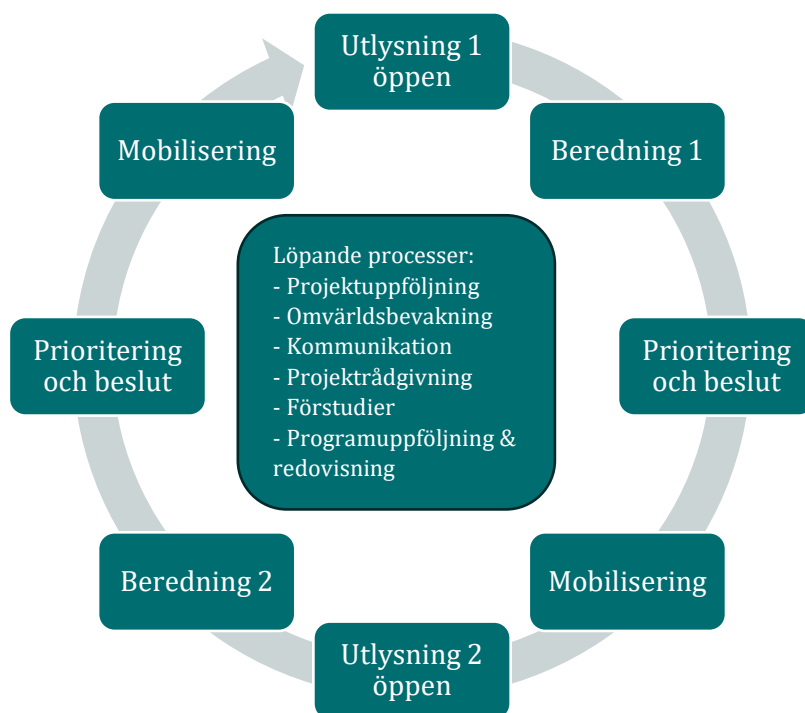 Utlysning 1
öppen
Beredning 1
Prioritering
och beslut
Mobilisering
Utlysning 2
öppen
Beredning 2
Prioritering
och beslut
Mobilisering
Löpande processer:
- Projektuppföljning
- Omvärldsbevakning
- Kommunikation
- Projektrådgivning
- Förstudier
- Programuppföljning &
redovisning